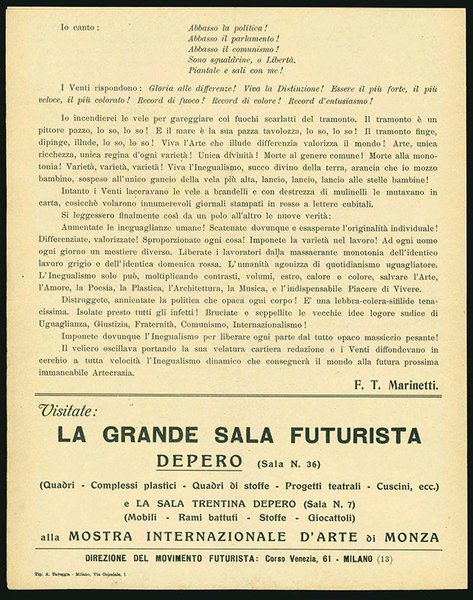 Io canto :
Abbasso la politica !
Abbasso il parlamento !
Abbasso il comunismo !
Sono sgualdrine, o Libertà.
Piantale e sali con me !
I Venti rispondono : Gloria alle differenze ! Viva la Distinzione ! Essere il più forte, il più
veloce, il più colorato ! Record di fuoco ! Record di colore ! Record d'entusiasmo !
Io incendierei le vele per gareggiare coi fuochi scarlatti del tramonto. Il tramonto è un
pittore pazzo, lo so, lo so ! E il mare è la sua pazza tavolozza, lo so, lo so ! Il tramonto finge,
dipinge, illude, lo so, lo so ! Viva l'Arte che illude differenzia valorizza il mondo ! Arte, unica
ricchezza, unica regina d'ogni varietà ! Unica divinità ! Morte al genere comune ! Morte alla mono-
tonia ! Varietà, varietà, varietà ! Viva l'Inegualismo, succo divino della terra, arancia che io mozzo
bambino, sospeso all'unico gancio della vela più alta, lancio, lancio, lancio alle stelle bambine !
Intanto i Venti laceravano le vele a brandelli e con destrezza di mulinelli le mutavano in
carta, cosicchè volarono innumerevoli giornali stampati in rosso a lettere cubitali.
Si leggessero finalmente così da un polo all'altro le nuove verità :
Aumentate le ineguaglianze umane ! Scatenate dovunque e esasperate l'originalità individuale !
Differenziate, valorizzate! Sproporzionate ogni cosa! Imponete la varietà nel lavoro! Ad ogni uomo
ogni giorno un mestiere diverso. Liberate i lavoratori dalla massacrante monotonia dell'identico
lavoro grigio e dell'identica domenica rossa. L'umanità agonizza di quotidianismo uguagliatore.
L'Inegualismo solo può, moltiplicando contrasti, volumi, estro, calore e colore, salvare l'Arte,
l'Amore, la Poesia, la Plastica, l'Architettura, la Musica, e l'indispensabile Piacere di Vivere.
Distruggete, annientate la politica che opaca ogni corpo ! E' una lebbra-colera-sifilide tena-
cissima. Isolate presto tutti gli infetti ! Bruciate e seppellite le vecchie idee logore sudice di
Uguaglianza, Giustizia, Fraternità, Comunismo, Internazionalismo !
Imponete dovunque l'Inegualismo per liberare ogni parte dal tutto opaco massiccio pesante!
Il veliero oscillava portando la sua velatura cartiera redazione e i Venti diffondevano in
cerchio a tutta velocità l'Inegualismo dinamico che consegnerà il mondo alla futura prossima
immancabile Artecrazia.
F. T. Marinetti.
Visitate :
LA GRANDE SALA FUTURISTA
DEPERO (Sala N. 36)
(Quadri - Complessi plastici - Quadri di stoffe - Progetti teatrali - Cuscini, ecc.)
e LA SALA TRENTINA DEPERO (Sala N. 7)
(Mobili - Rami battuti - Stoffe - Giocattoli)
alla MOSTRA INTERNAZIONALE D'ARTE di MONZA
DIREZIONE DEL MOVIMENTO FUTURISTA: Corso Venezia, 61 - MILANO (13)
Tip. A. Taveggia - Milano, Via Ospedale, 1